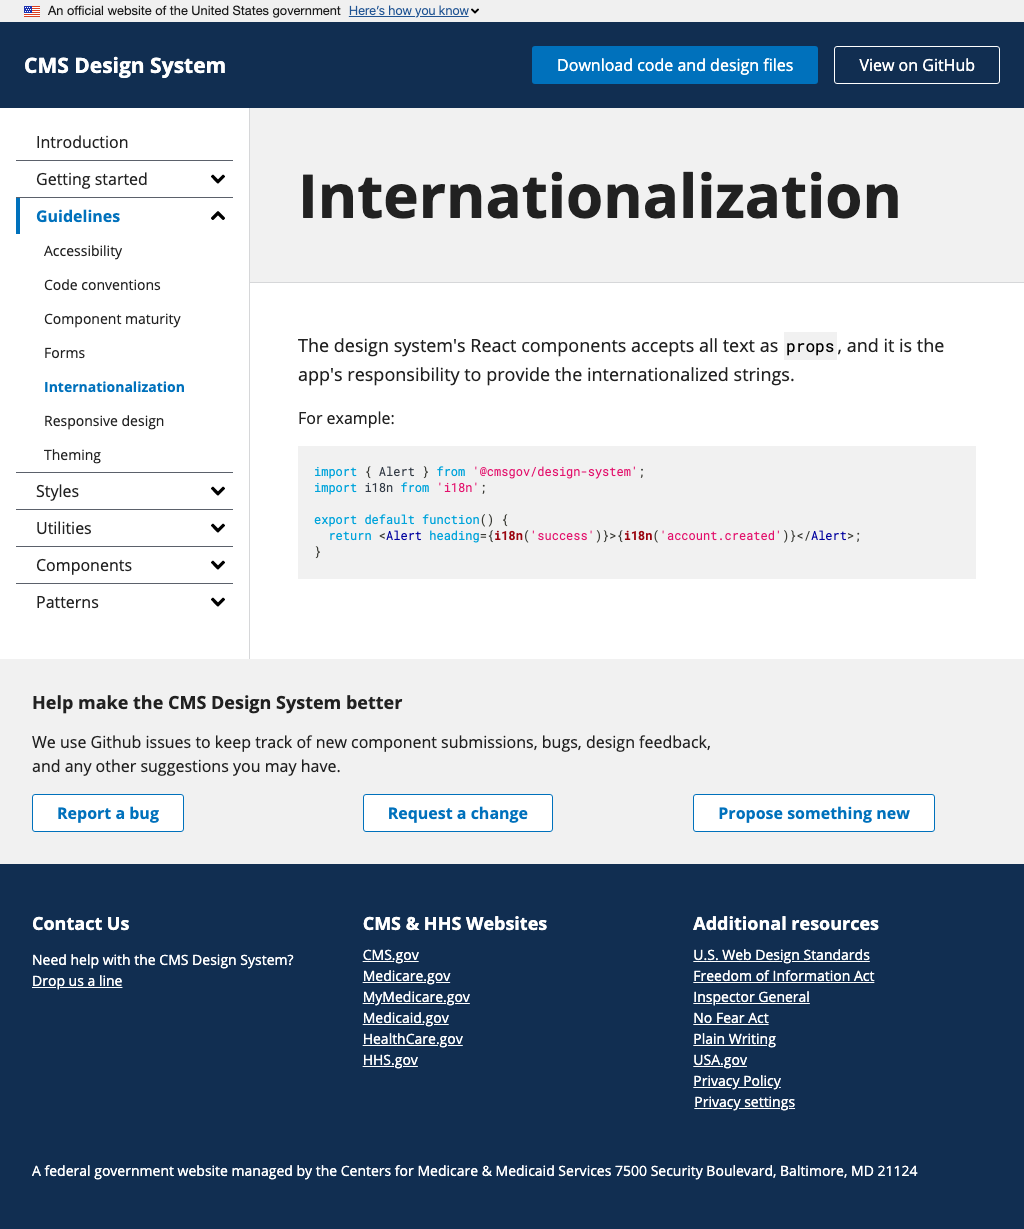 An official website of the United States government Here's how you know
CMS Design System
Download code and design files
View on GitHub
Introduction
Getting started
Guidelines
Accessibility
Code conventions
Component maturity
Forms
Internationalization
Responsive design
Theming
Styles
Utilities
Components
Patterns
Internationalization
The design system's React components accepts all text as props, and it is the
app's responsibility to provide the internationalized strings.
For example:
import { Alert } from '@cmsgov/design-system';
import i18n from 'i18n';
export default function() {
  return <Alert heading={i18n('success')}>{i18n('account.created')}</Alert>;
}
Help make the CMS Design System better
We use Github issues to keep track of new component submissions, bugs, design feedback,
and any other suggestions you may have.
Report a bug
Request a change
Propose something new
Contact Us
Need help with the CMS Design System?
Drop us a line
CMS & HHS Websites
CMS.gov
Medicare.gov
MyMedicare.gov
Medicaid.gov
HealthCare.gov
HHS.gov
Additional resources
U.S. Web Design Standards
Freedom of Information Act
Inspector General
No Fear Act
Plain Writing
USA.gov
Privacy Policy
Privacy settings
A federal government website managed by the Centers for Medicare & Medicaid Services 7500 Security Boulevard, Baltimore, MD 21124